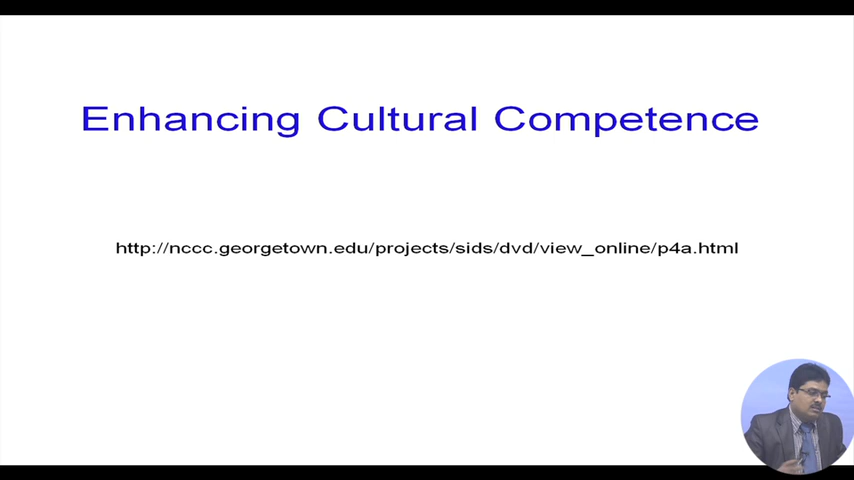 Enhancing Cultural Competence
http://nccc.georgetown.edu/projects/sids/dvd/view_online/p4a.html